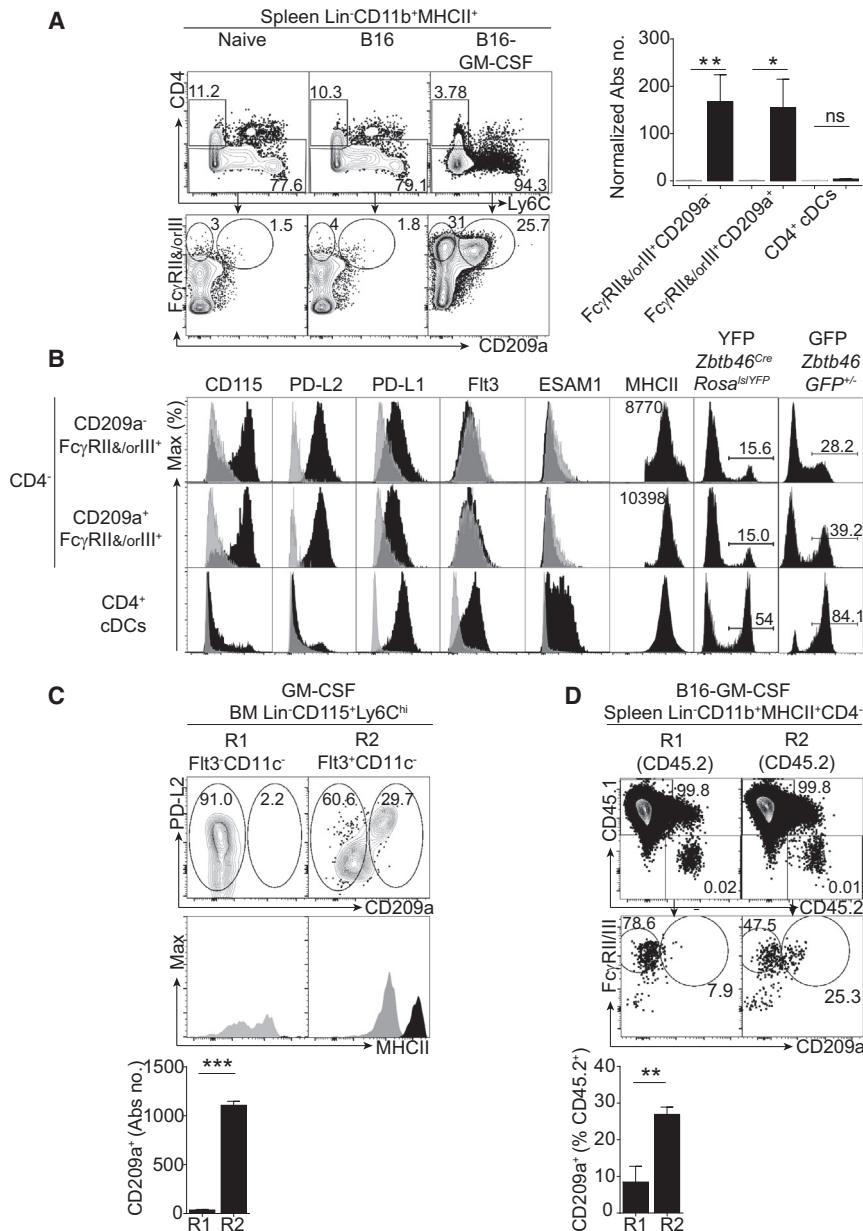 A
Spleen Lin-CD11b+MHCII+
Naive B16 B16-
GM-CSF
CD4
11.2 10.3 3.78
77.6 79.1 94.3
Ly6C
FcγRII&/orIII
3 1.5 4 1.8 31 25.7
CD209a
Normalized Abs no.
300
200
100
0
** * ns
FcγRII&/orIII+CD209a-
FcγRII&/orIII+CD209a+
CD4+ cDCs
B
CD115 PD-L2 PD-L1 Flt3 ESAM1 MHCII
YFP
Zbtb46Cre
RosalslYFP
GFP
Zbtb46
GFP+/-
CD4-
CD209a-
FcγRII&/orIII+
Max (%)
8770 15.6 28.2
CD209a+
FcγRII&/orIII+
10398 15.0 39.2
CD4+
cDCs
54 84.1
C
GM-CSF
BM Lin-CD115+Ly6Chi
R1 R2
Flt3-CD11c- Flt3+CD11c-
PD-L2
91.0 2.2 60.6 29.7
CD209a
Max
MHCII
CD209a+ (Abs no.)
1500
1000
500
0
***
R1 R2
D
B16-GM-CSF
Spleen Lin-CD11b+MHCII+CD4-
R1 R2
(CD45.2) (CD45.2)
CD45.1
99.8 99.8
0.02 0.01
CD45.2
FcγRII/III
78.6 47.5
7.9 25.3
CD209a
CD209a+ (% CD45.2+)
40
30
20
10
0
**
R1 R2